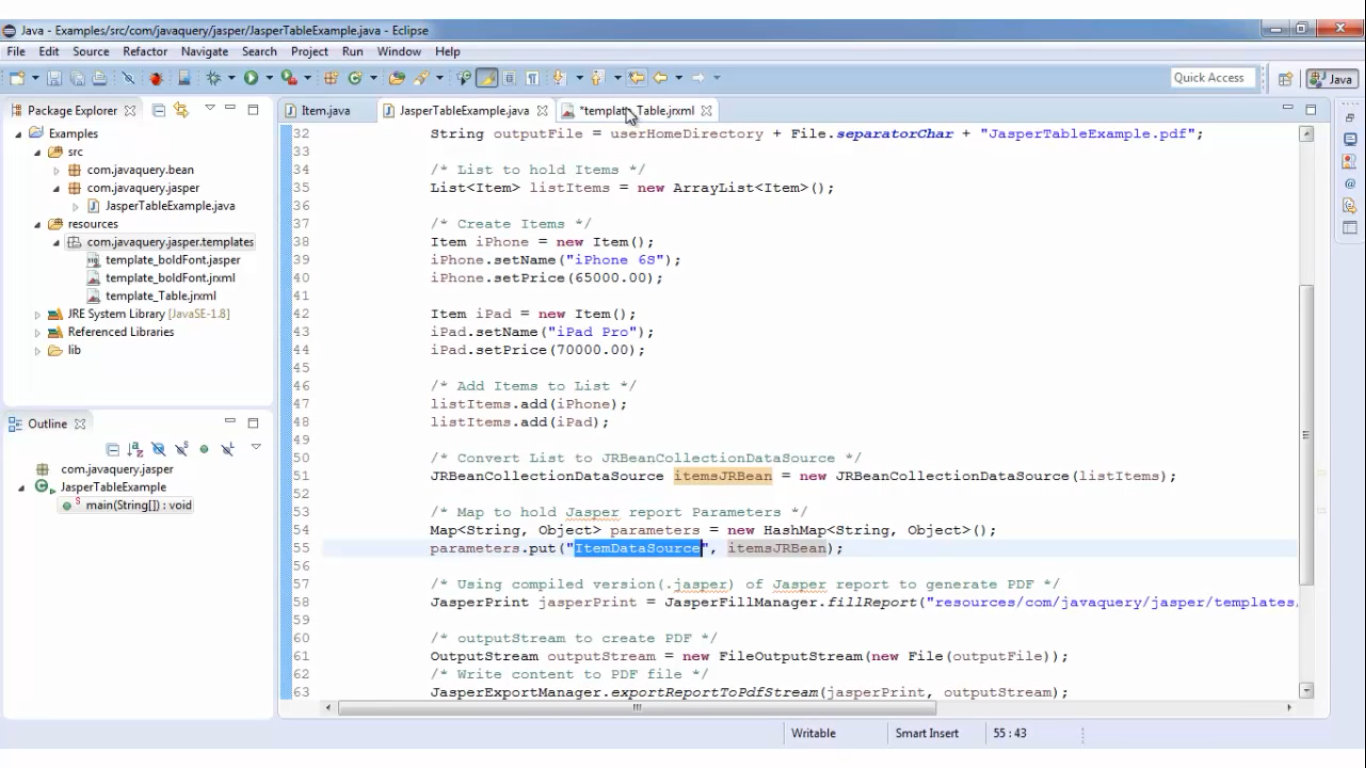 Java - Examples/src/com/javaquery/jasper/JasperTableExample.java - Eclipse
File Edit Source Refactor Navigate Search Project Run Window Help
Quick Access Java
Package Explorer
Examples
src
com.javaquery.bean
com.javaquery.jasper
JasperTableExample.java
resources
com.javaquery.jasper.templates
template_boldFont.jasper
template_boldFont.jrxml
template_Table.jrxml
JRE System Library [JavaSE-1.8]
Referenced Libraries
lib
Outline
com.javaquery.jasper
JasperTableExample
main(String[]) : void
Item.java JasperTableExample.java *template_Table.jrxml
32 String outputFile = userHomeDirectory + File.separatorChar + "JasperTableExample.pdf";
33
34 /* List to hold Items */
35 List<Item> listItems = new ArrayList<Item>();
36
37 /* Create Items */
38 Item iPhone = new Item();
39 iPhone.setName("iPhone 6S");
40 iPhone.setPrice(65000.00);
41
42 Item iPad = new Item();
43 iPad.setName("iPad Pro");
44 iPad.setPrice(70000.00);
45
46 /* Add Items to List */
47 listItems.add(iPhone);
48 listItems.add(iPad);
49
50 /* Convert List to JRBeanCollectionDataSource */
51 JRBeanCollectionDataSource itemsJRBean = new JRBeanCollectionDataSource(listItems);
52
53 /* Map to hold Jasper report Parameters */
54 Map<String, Object> parameters = new HashMap<String, Object>();
55 parameters.put("ItemDataSource", itemsJRBean);
56
57 /* Using compiled version(.jasper) of Jasper report to generate PDF */
58 JasperPrint jasperPrint = JasperFillManager.fillReport("resources/com/javaquery/jasper/templates,
59
60 /* outputStream to create PDF */
61 OutputStream outputStream = new FileOutputStream(new File(outputFile));
62 /* Write content to PDF file */
63 JasperExportManager.exportReportToPdfStream(jasperPrint, outputStream);
Writable Smart Insert 55 : 43